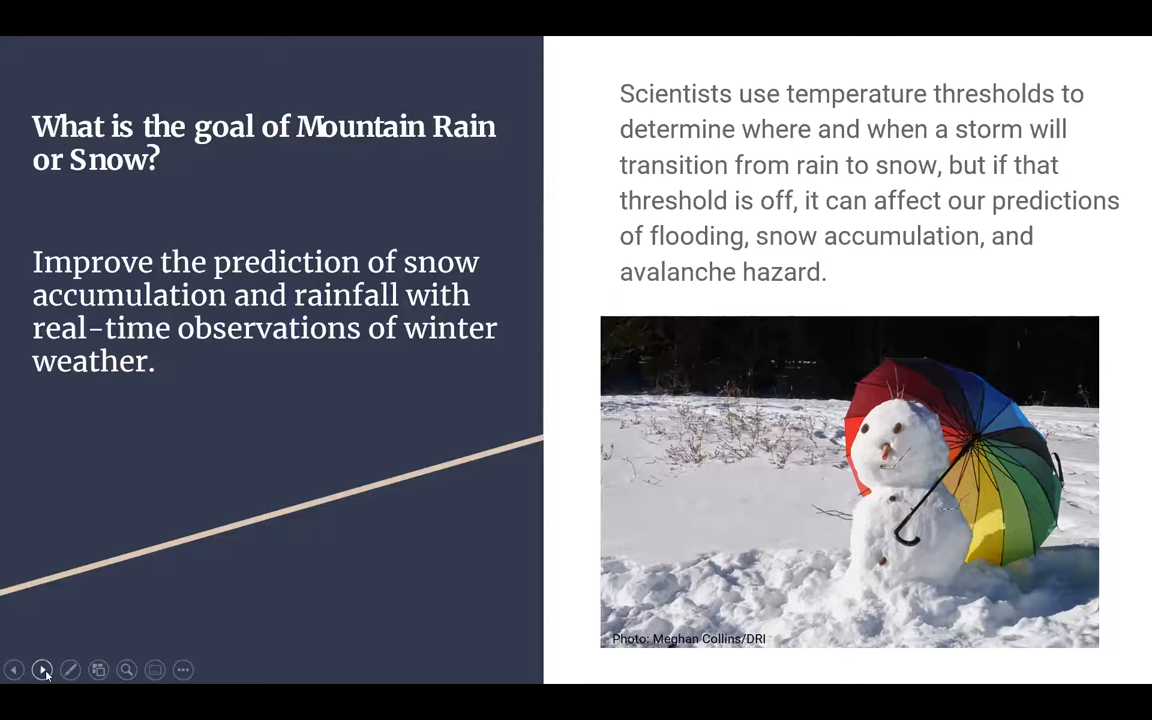 What is the goal of Mountain Rain
or Snow?
Improve the prediction of snow
accumulation and rainfall with
real-time observations of winter
weather.
Scientists use temperature thresholds to
determine where and when a storm will
transition from rain to snow, but if that
threshold is off, it can affect our predictions
of flooding, snow accumulation, and
avalanche hazard.
Photo: Meghan Collins/DRI